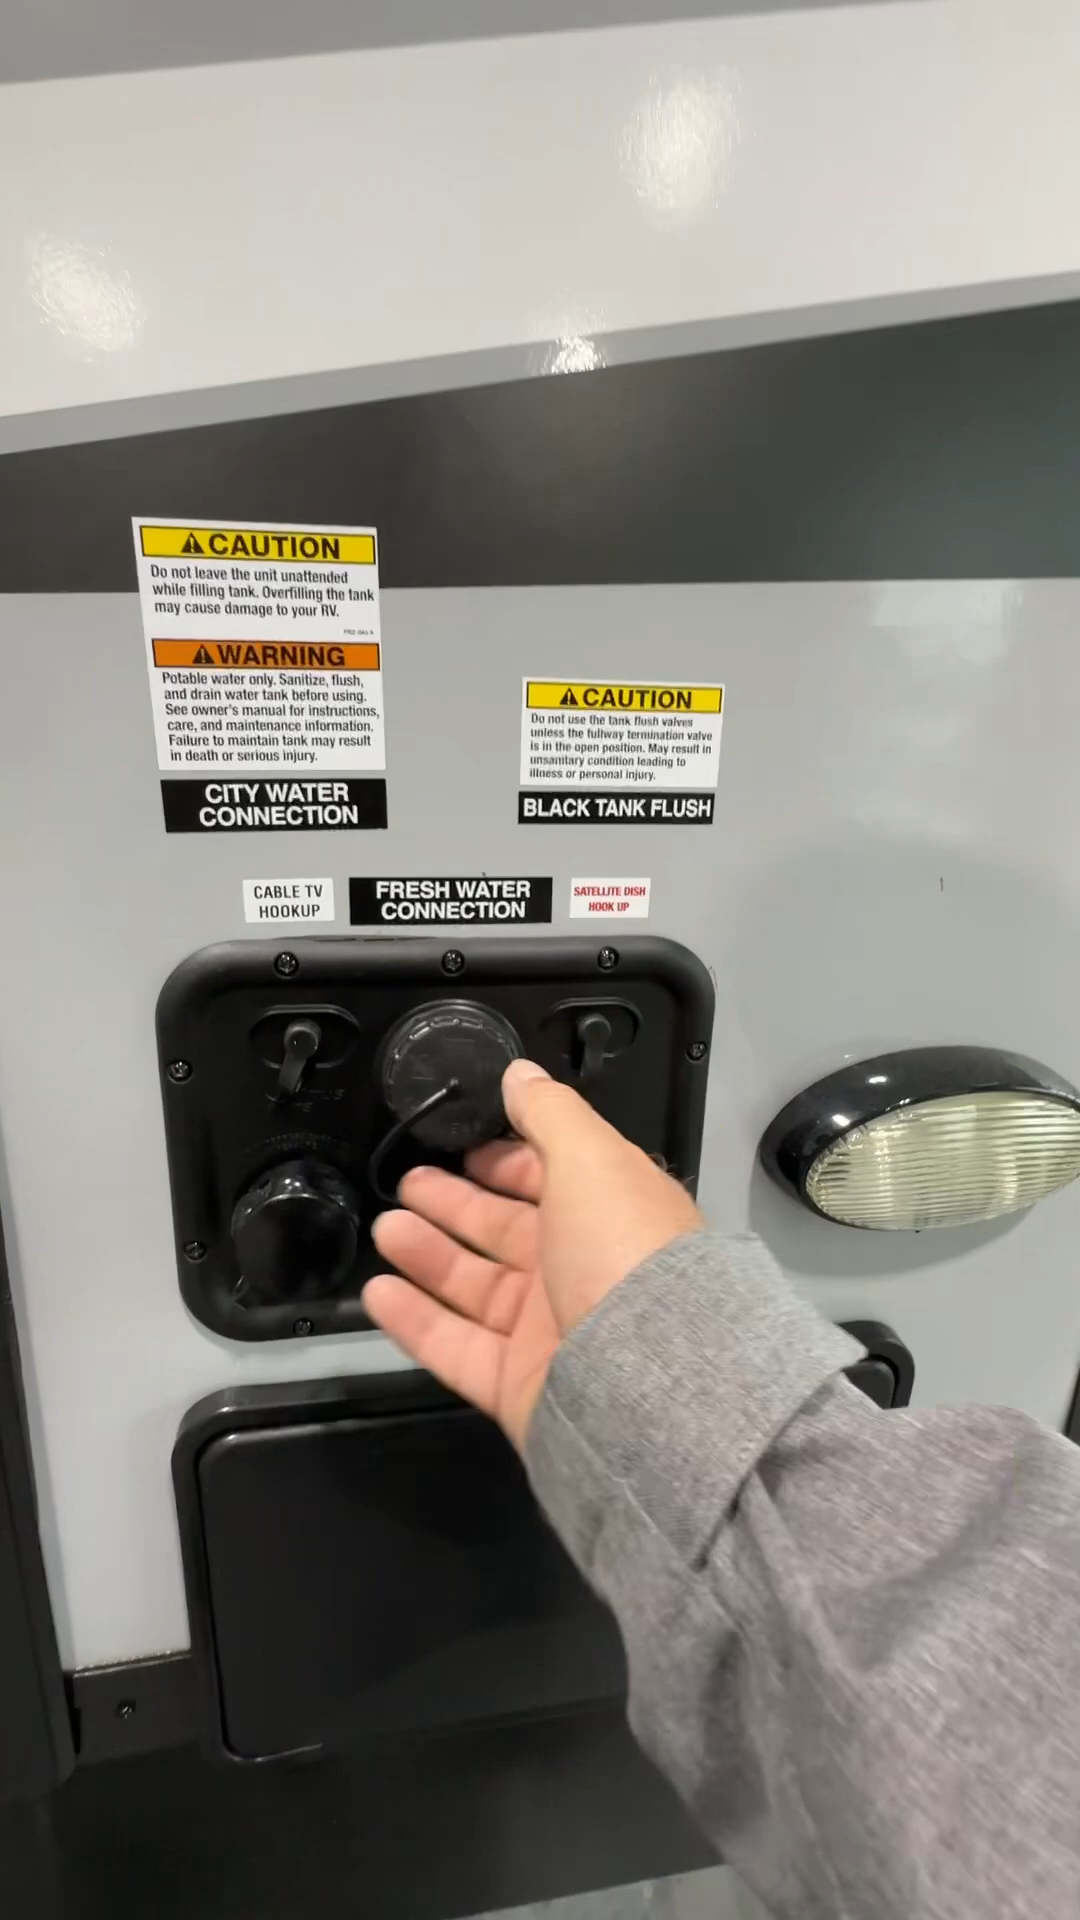 CAUTION
Do not leave the unit unattended
while filling tank. Overfilling the tank
may cause damage to your RV.
WARNING
Potable water only. Sanitize, flush,
and drain water tank before using.
See owner's manual for instructions,
care, and maintenance information.
Failure to maintain tank may result
in death or serious injury.
CITY WATER
CONNECTION
CAUTION
Do not use the tank flush valves
unless the fullway termination valve
is in the open position. May result in
unsanitary condition leading to
illness or personal injury.
BLACK TANK FLUSH
CABLE TV
HOOKUP
FRESH WATER
CONNECTION
SATELLITE DISH
HOOK UP